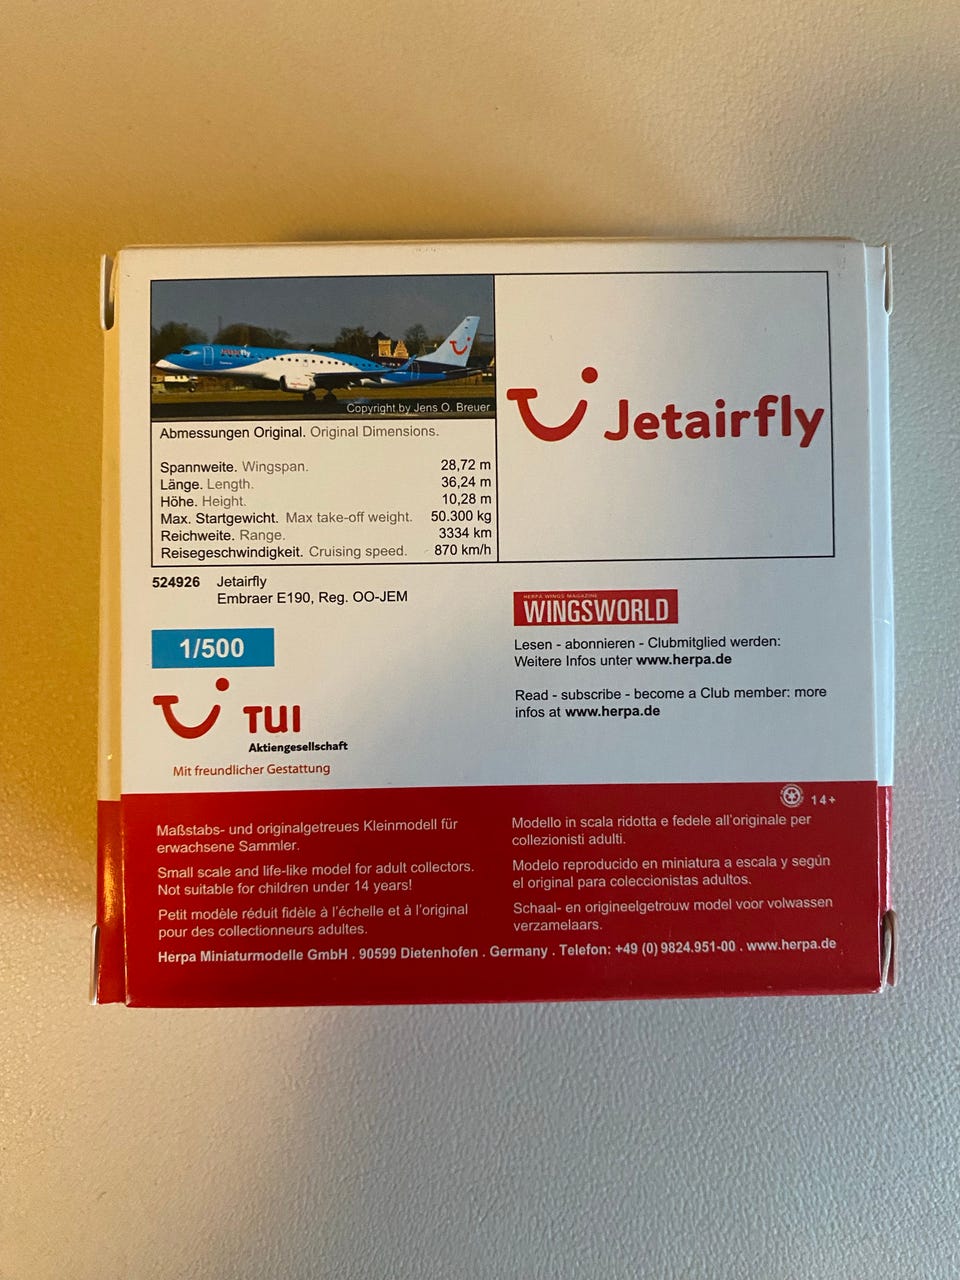 Jetairfly
Copyright by Jens O. Breuer
Abmessungen Original. Original Dimensions.
Spannweite. Wingspan. 28,72 m
Länge. Length. 36,24 m
Höhe. Height. 10,28 m
Max. Startgewicht. Max take-off weight. 50.300 kg
Reichweite. Range. 3334 km
Reisegeschwindigkeit. Cruising speed. 870 km/h
Jetairfly
524926 Jetairfly
Embraer E190, Reg. OO-JEM
1/500
TUI
Aktiengesellschaft
Mit freundlicher Gestattung
HERPA WINGS MAGAZINE
WINGSWORLD
Lesen - abonnieren - Clubmitglied werden:
Weitere Infos unter www.herpa.de
Read - subscribe - become a Club member: more
infos at www.herpa.de
14+
Maßstabs- und originalgetreues Kleinmodell für
erwachsene Sammler.
Small scale and life-like model for adult collectors.
Not suitable for children under 14 years!
Petit modèle réduit fidèle à l'échelle et à l'original
pour des collectionneurs adultes.
Modello in scala ridotta e fedele all'originale per
collezionisti adulti.
Modelo reproducido en miniatura a escala y según
el original para coleccionistas adultos.
Schaal- en origineelgetrouw model voor volwassen
verzamelaars.
Herpa Miniaturmodelle GmbH . 90599 Dietenhofen . Germany . Telefon: +49 (0) 9824.951-00 . www.herpa.de